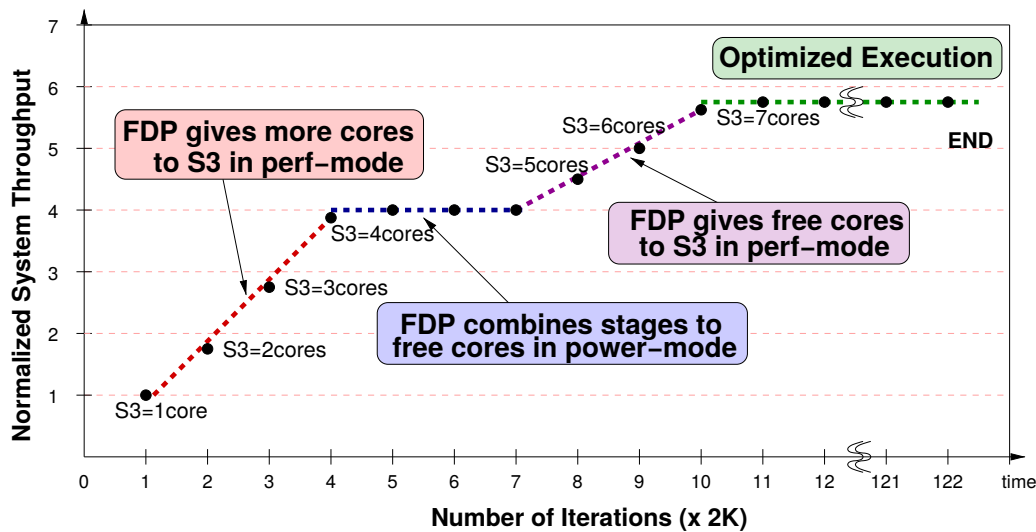 7
Optimized Execution
6
FDP gives more cores
to S3 in perf−mode
S3=6cores
S3=7cores
5
S3=5cores
END
4
S3=4cores
FDP gives free cores
to S3 in perf−mode
3
S3=3cores
FDP combines stages to
free cores in power−mode
2
S3=2cores
1
S3=1core
Normalized System Throughput
0 1 2 3 4 5 6 7 8 9 10 11 12 121 122 time
Number of Iterations (x 2K)